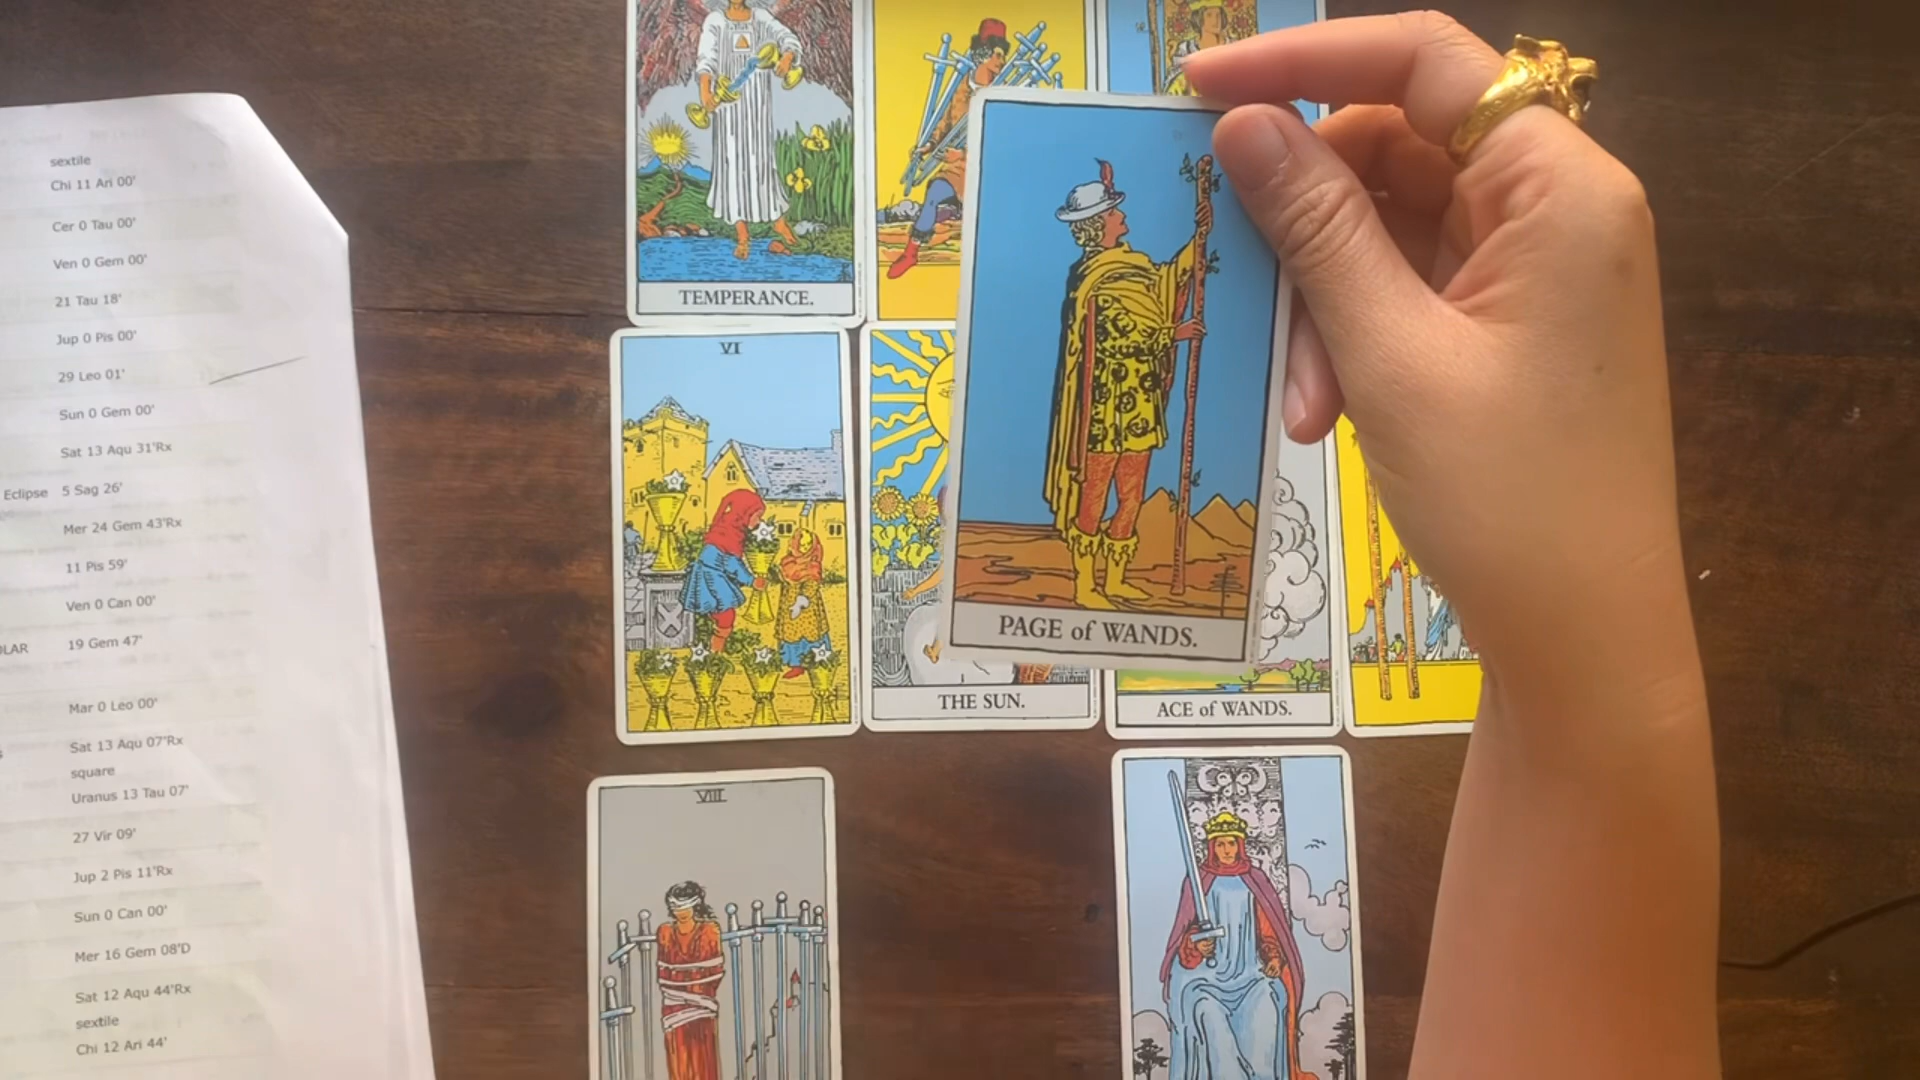 sextile
Chi 11 Ari 00'
Cer 0 Tau 00'
Ven 0 Gem 00'
21 Tau 18'
Jup 0 Pis 00'
29 Leo 01'
Sun 0 Gem 00'
Sat 13 Aqu 31'Rx
Eclipse 5 Sag 26'
Mer 24 Gem 43'Rx
11 Pis 59'
Ven 0 Can 00'
OLAR 19 Gem 47'
Mar 0 Leo 00'
s Sat 13 Aqu 07'Rx
square
Uranus 13 Tau 07'
27 Vir 09'
Jup 2 Pis 11'Rx
Sun 0 Can 00'
Mer 16 Gem 08'D
Sat 12 Aqu 44'Rx
sextile
Chi 12 Ari 44'
TEMPERANCE.
VI
PAGE of WANDS.
THE SUN.
ACE of WANDS.
VIII